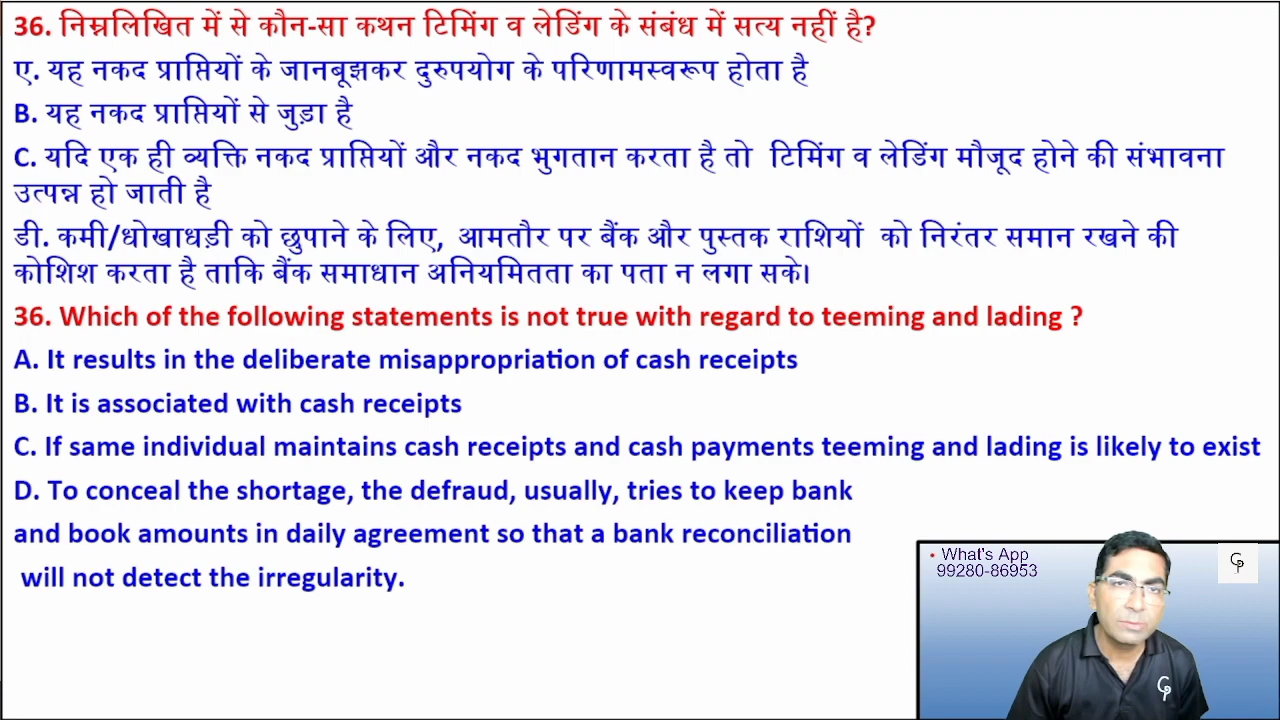 36. निम्नलिखित में से कौन-सा कथन टिमिंग व लेडिंग के संबंध में सत्य नहीं है?
ए. यह नकद प्राप्तियों के जानबूझकर दुरुपयोग के परिणामस्वरूप होता है
B. यह नकद प्राप्तियों से जुड़ा है
C. यदि एक ही व्यक्ति नकद प्राप्तियों और नकद भुगतान करता है तो टिमिंग व लेडिंग मौजूद होने की संभावना
उत्पन्न हो जाती है
डी. कमी/धोखाधड़ी को छुपाने के लिए, आमतौर पर बैंक और पुस्तक राशियों को निरंतर समान रखने की
कोशिश करता है ताकि बैंक समाधान अनियमितता का पता न लगा सके।
36. Which of the following statements is not true with regard to teeming and lading ?
A. It results in the deliberate misappropriation of cash receipts
B. It is associated with cash receipts
C. If same individual maintains cash receipts and cash payments teeming and lading is likely to exist
D. To conceal the shortage, the defraud, usually, tries to keep bank
and book amounts in daily agreement so that a bank reconciliation
will not detect the irregularity.
• What's App
99280-86953
CP
CP